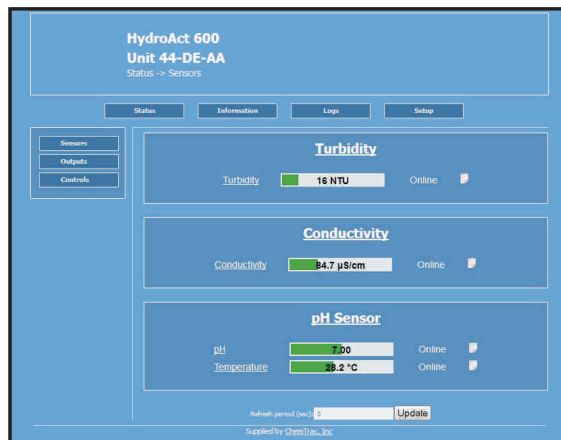 HydroAct 600
Unit 44-DE-AA
Status -> Sensors
Status Information Logs Setup
Sensors
Outputs
Controls
Turbidity
Turbidity 16 NTU Online
Conductivity
Conductivity 84.7 µS/cm Online
pH Sensor
pH 7.00 Online
Temperature 28.2 °C Online
Refresh period (sec): 0 Update
Supplied by ChemTrac, Inc